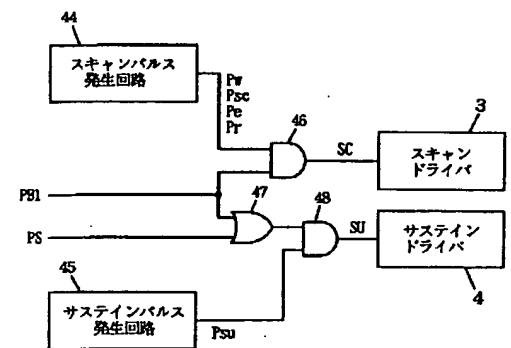 44
スキャンパルス
発生回路
Pw
Psc
Pe
Pr
46
SC
3
スキャン
ドライバ
PB1
47
48
PS
SU
サステイン
ドライバ
4
45
サステインパルス
発生回路
Psu